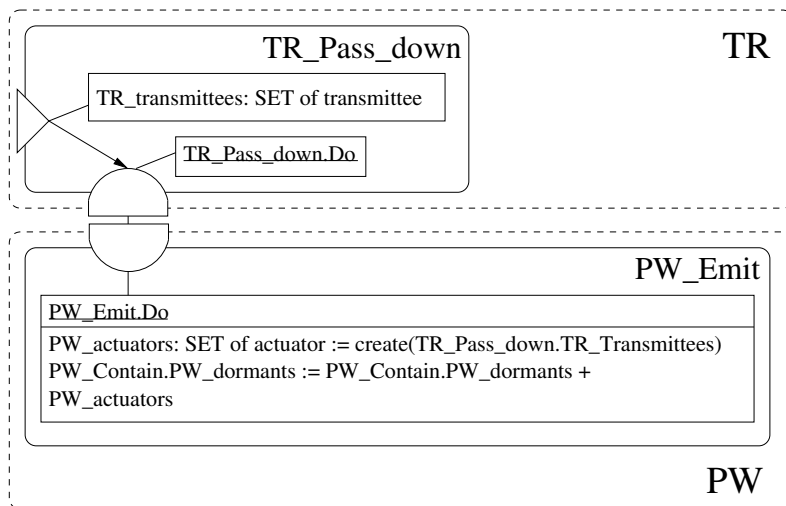 TR_Pass_down
TR
TR_transmittees: SET of transmittee
TR_Pass_down.Do
PW_Emit
PW_Emit.Do
PW_actuators: SET of actuator := create(TR_Pass_down.TR_Transmittees)
PW_Contain.PW_dormants := PW_Contain.PW_dormants +
PW_actuators
PW